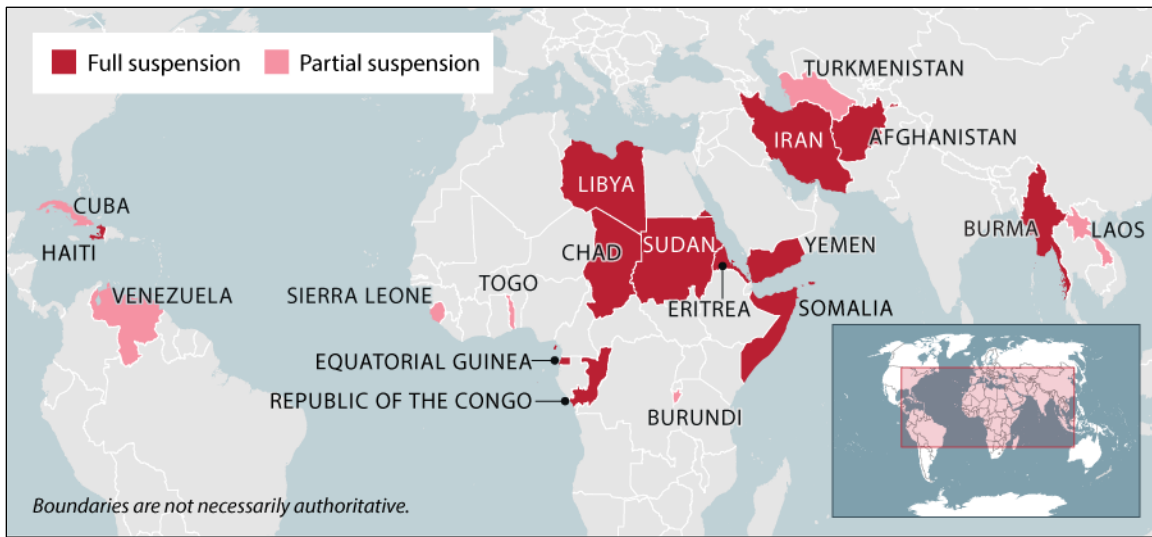 Full suspension
Partial suspension
TURKMENISTAN
IRAN
AFGHANISTAN
LIBYA
CUBA
HAITI
CHAD
SUDAN
YEMEN
BURMA
LAOS
VENEZUELA
SIERRA LEONE
TOGO
ERITREA
SOMALIA
EQUATORIAL GUINEA
REPUBLIC OF THE CONGO
BURUNDI
Boundaries are not necessarily authoritative.